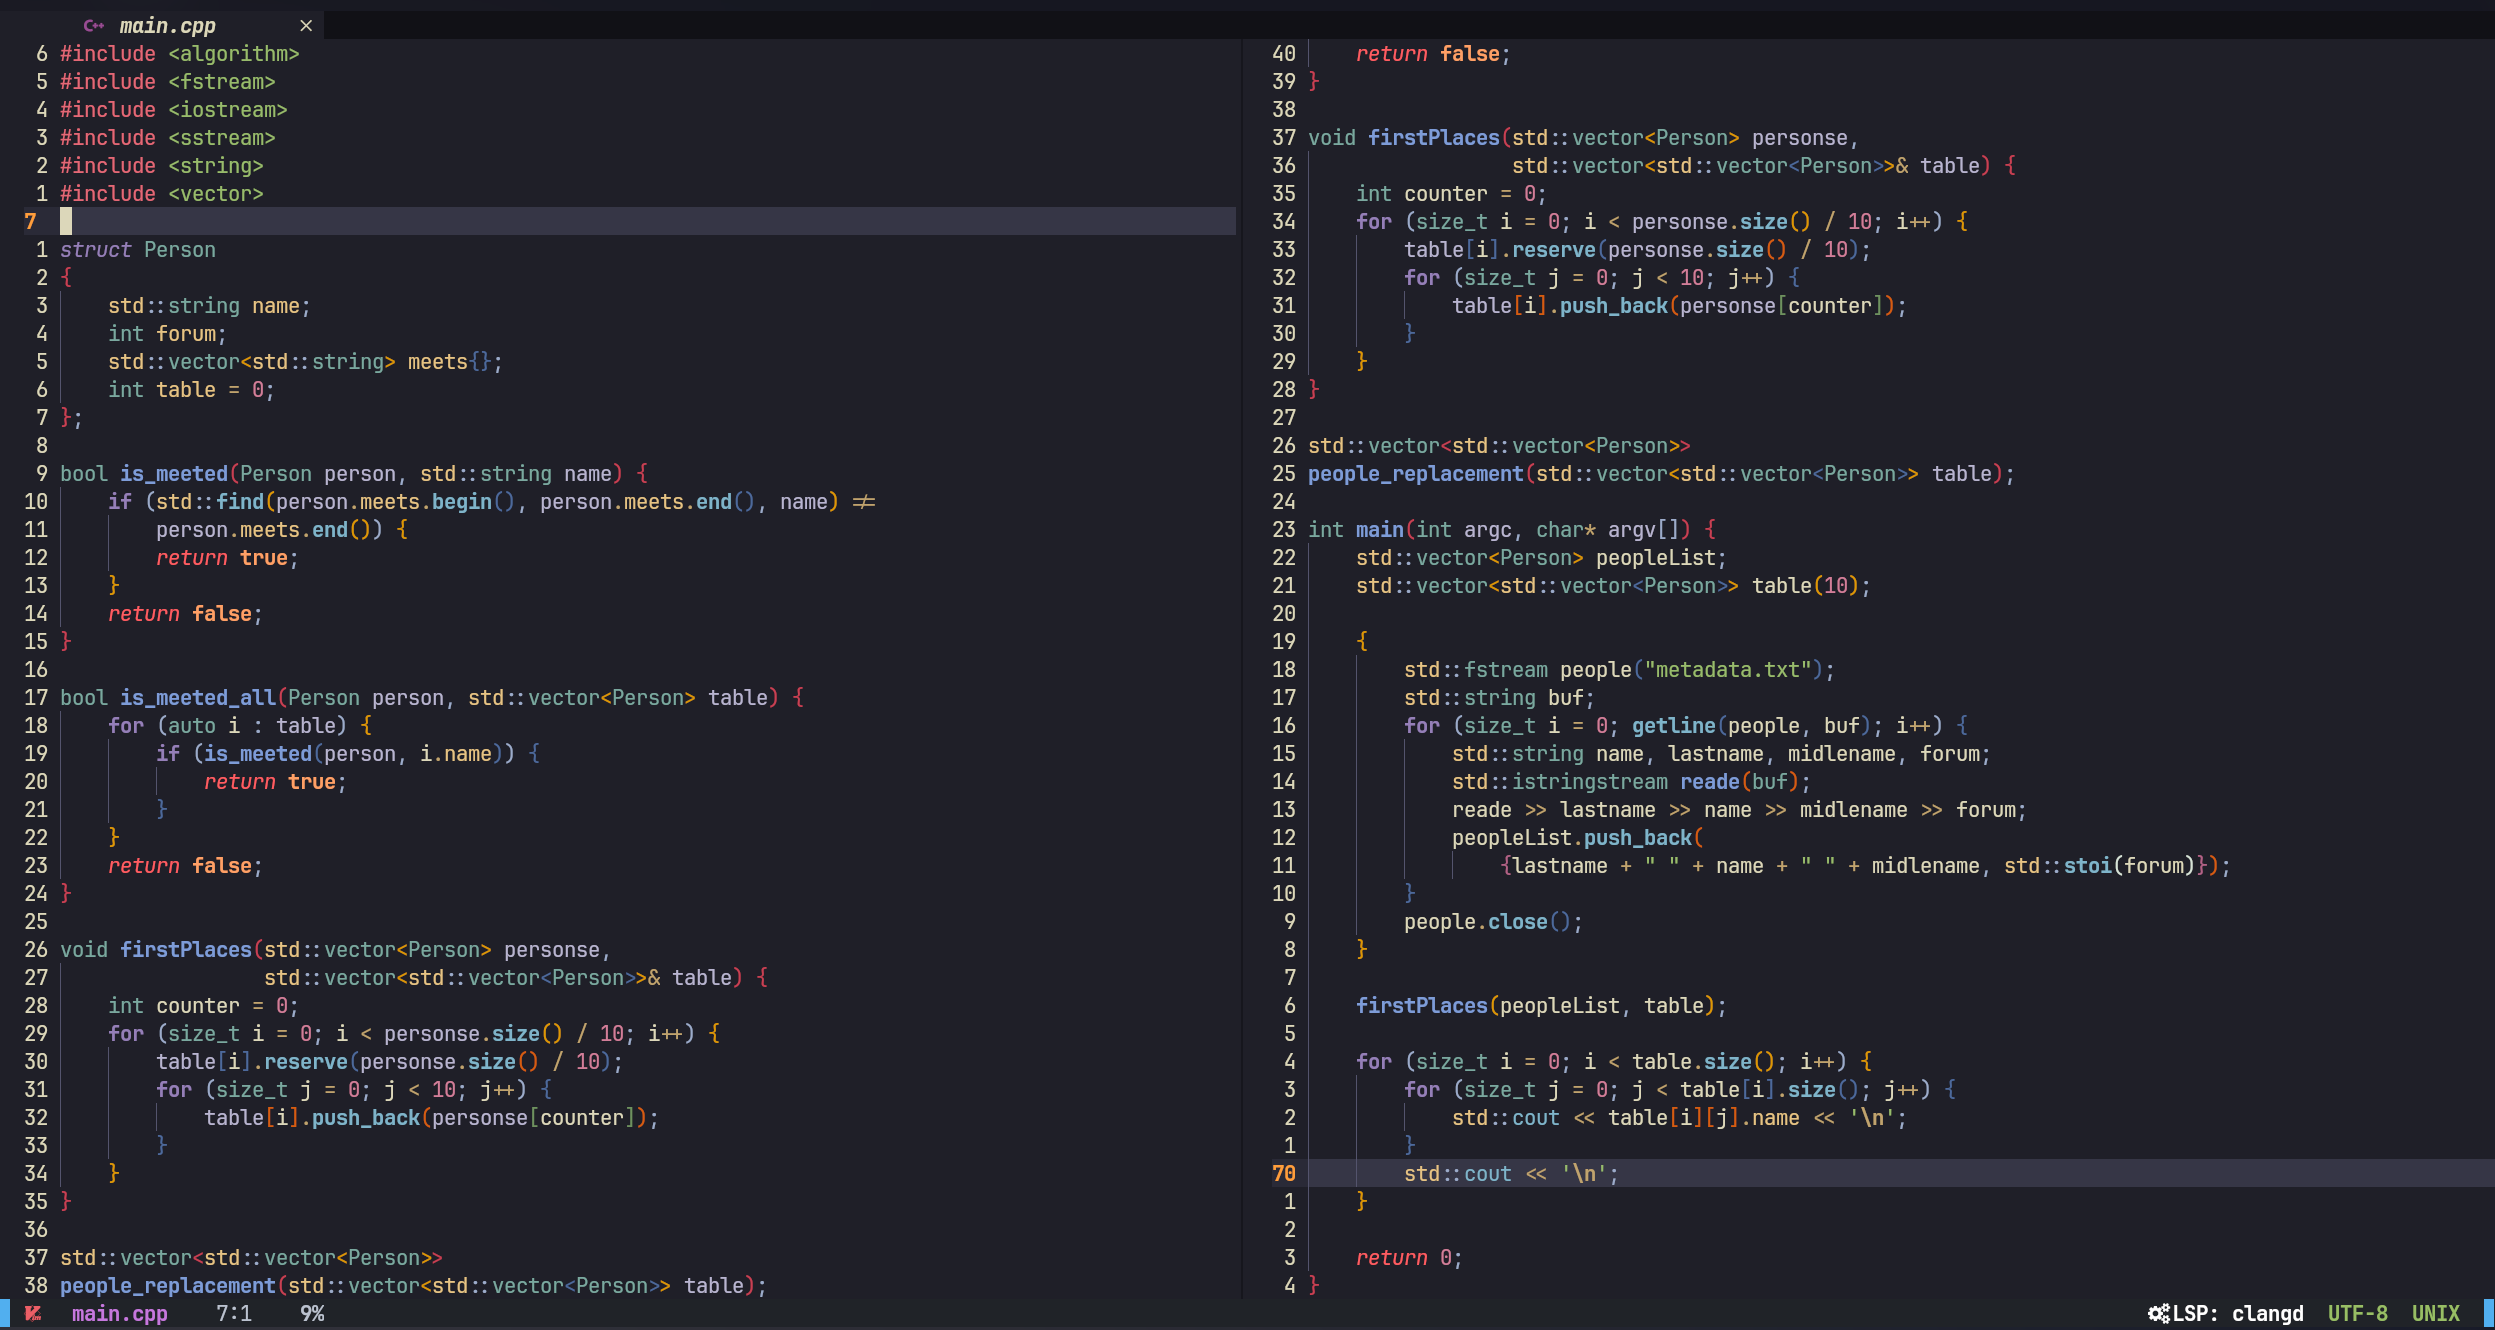 C++ main.cpp ×
6 #include <algorithm>
5 #include <fstream>
4 #include <iostream>
3 #include <sstream>
2 #include <string>
1 #include <vector>
7
1 struct Person
2 {
3     std::string name;
4     int forum;
5     std::vector<std::string> meets{};
6     int table = 0;
7 };
8
9 bool is_meeted(Person person, std::string name) {
10     if (std::find(person.meets.begin(), person.meets.end(), name) !=
11         person.meets.end()) {
12         return true;
13     }
14     return false;
15 }
16
17 bool is_meeted_all(Person person, std::vector<Person> table) {
18     for (auto i : table) {
19         if (is_meeted(person, i.name)) {
20             return true;
21         }
22     }
23     return false;
24 }
25
26 void firstPlaces(std::vector<Person> personse,
27                  std::vector<std::vector<Person>>& table) {
28     int counter = 0;
29     for (size_t i = 0; i < personse.size() / 10; i++) {
30         table[i].reserve(personse.size() / 10);
31         for (size_t j = 0; j < 10; j++) {
32             table[i].push_back(personse[counter]);
33         }
34     }
35 }
36
37 std::vector<std::vector<Person>>
38 people_replacement(std::vector<std::vector<Person>> table);
40     return false;
39 }
38
37 void firstPlaces(std::vector<Person> personse,
36                  std::vector<std::vector<Person>>& table) {
35     int counter = 0;
34     for (size_t i = 0; i < personse.size() / 10; i++) {
33         table[i].reserve(personse.size() / 10);
32         for (size_t j = 0; j < 10; j++) {
31             table[i].push_back(personse[counter]);
30         }
29     }
28 }
27
26 std::vector<std::vector<Person>>
25 people_replacement(std::vector<std::vector<Person>> table);
24
23 int main(int argc, char* argv[]) {
22     std::vector<Person> peopleList;
21     std::vector<std::vector<Person>> table(10);
20
19     {
18         std::fstream people("metadata.txt");
17         std::string buf;
16         for (size_t i = 0; getline(people, buf); i++) {
15             std::string name, lastname, midlename, forum;
14             std::istringstream reade(buf);
13             reade >> lastname >> name >> midlename >> forum;
12             peopleList.push_back(
11                 {lastname + " " + name + " " + midlename, std::stoi(forum)});
10         }
9         people.close();
8     }
7
6     firstPlaces(peopleList, table);
5
4     for (size_t i = 0; i < table.size(); i++) {
3         for (size_t j = 0; j < table[i].size(); j++) {
2             std::cout << table[i][j].name << '\n';
1         }
70         std::cout << '\n';
1     }
2
3     return 0;
4 }
main.cpp 7:1 9% LSP: clangd UTF-8 UNIX